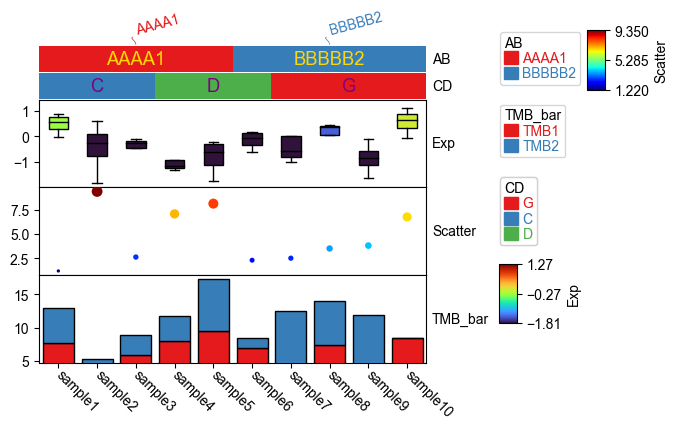 AAAA1
BBBBB2
AAAA1 BBBBB2 AB
C D G CD
1
0
−1
Exp
7.5
5.0
2.5
Scatter
15
10
5
TMB_bar
sample1 sample2 sample3 sample4 sample5 sample6 sample7 sample8 sample9 sample10
AB
AAAA1
BBBBB2
9.350
5.285
1.220
Scatter
TMB_bar
TMB1
TMB2
CD
G
C
D
1.27
−0.27
−1.81
Exp